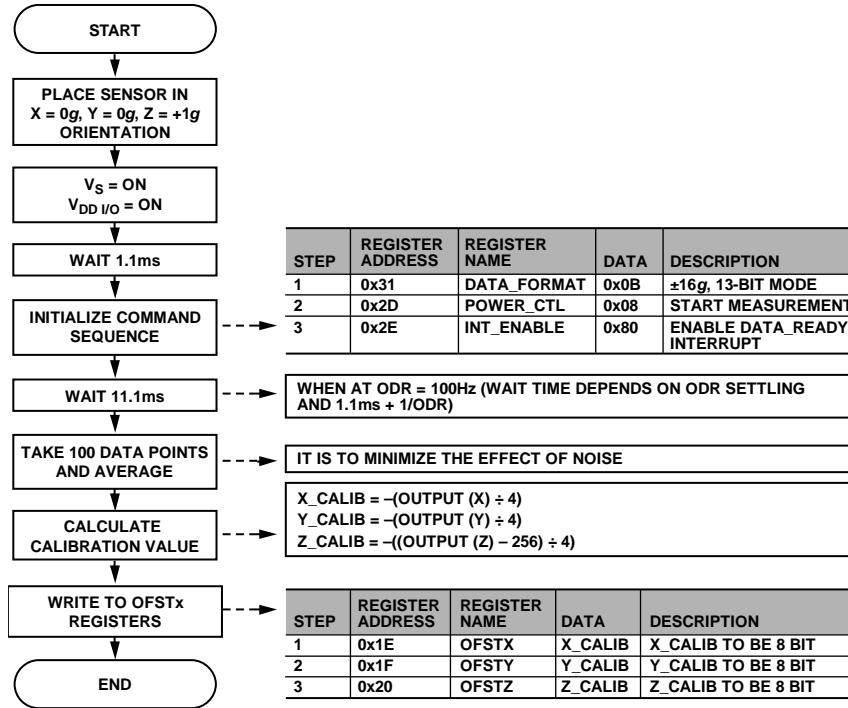 START
PLACE SENSOR IN
X = 0g, Y = 0g, Z = +1g
ORIENTATION
VS = ON
VDD I/O = ON
WAIT 1.1ms
INITIALIZE COMMAND
SEQUENCE
STEP REGISTER ADDRESS REGISTER NAME DATA DESCRIPTION
1 0x31 DATA_FORMAT 0x0B ±16g, 13-BIT MODE
2 0x2D POWER_CTL 0x08 START MEASUREMENT
3 0x2E INT_ENABLE 0x80 ENABLE DATA_READY
INTERRUPT
WAIT 11.1ms
WHEN AT ODR = 100Hz (WAIT TIME DEPENDS ON ODR SETTLING
AND 1.1ms + 1/ODR)
TAKE 100 DATA POINTS
AND AVERAGE
IT IS TO MINIMIZE THE EFFECT OF NOISE
CALCULATE
CALIBRATION VALUE
X_CALIB = –(OUTPUT (X) ÷ 4)
Y_CALIB = –(OUTPUT (Y) ÷ 4)
Z_CALIB = –((OUTPUT (Z) – 256) ÷ 4)
WRITE TO OFSTx
REGISTERS
STEP REGISTER ADDRESS REGISTER NAME DATA DESCRIPTION
1 0x1E OFSTX X_CALIB X_CALIB TO BE 8 BIT
2 0x1F OFSTY Y_CALIB Y_CALIB TO BE 8 BIT
3 0x20 OFSTZ Z_CALIB Z_CALIB TO BE 8 BIT
END